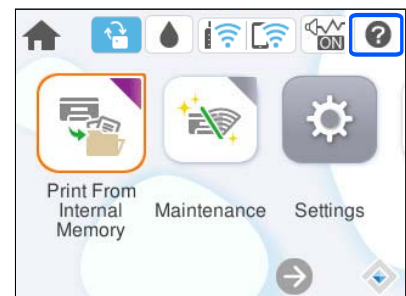 ON
?
Print From
Internal
Memory
Maintenance
Settings